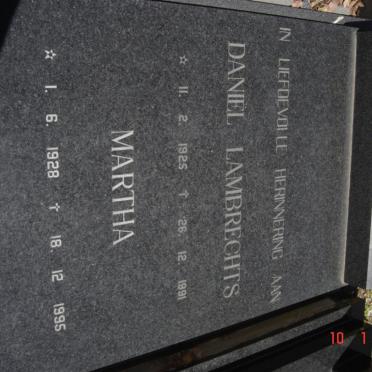 IN LIEFDEVOLLE HERINNERING AAN
DANIËL LAMBRECHTS
☆ 11. 2. 1925 ✝ 26. 12. 1991
MARTHA
☆ 1. 6. 1928 ✝ 18. 12 1995
10 1